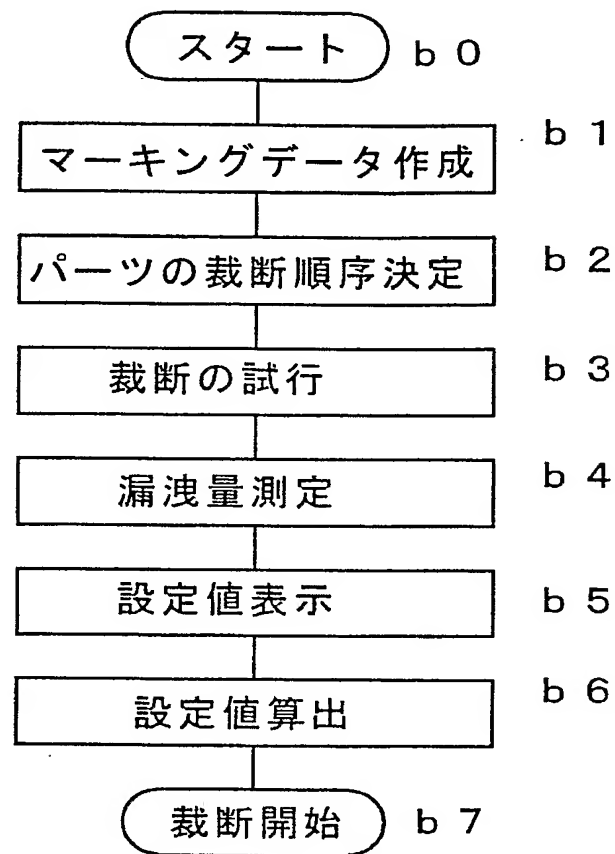 スタート b 0
マーキングデータ作成 b 1
パーツの裁断順序決定 b 2
裁断の試行 b 3
漏洩量測定 b 4
設定値表示 b 5
設定値算出 b 6
裁断開始 b 7